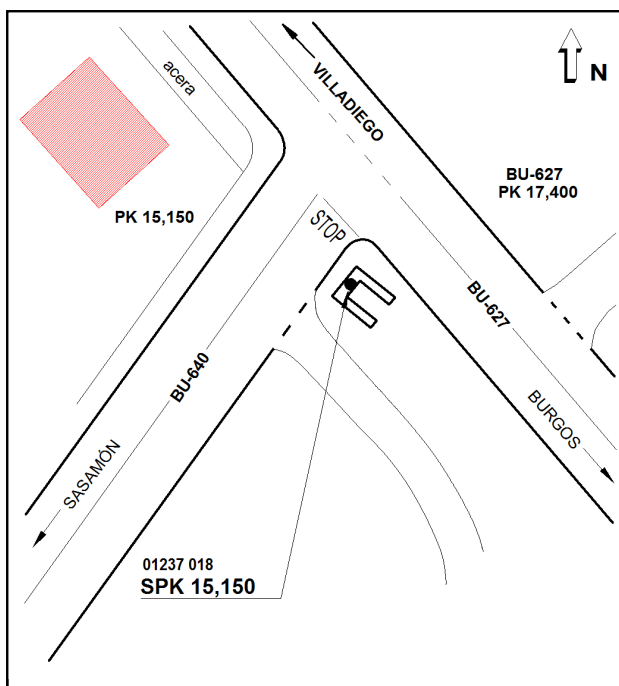 acera
VILLADIEGO
N
BU-627
PK 17,400
PK 15,150
STOP
BU-627
BU-640
BURGOS
SASAMÓN
01237 018
SPK 15,150